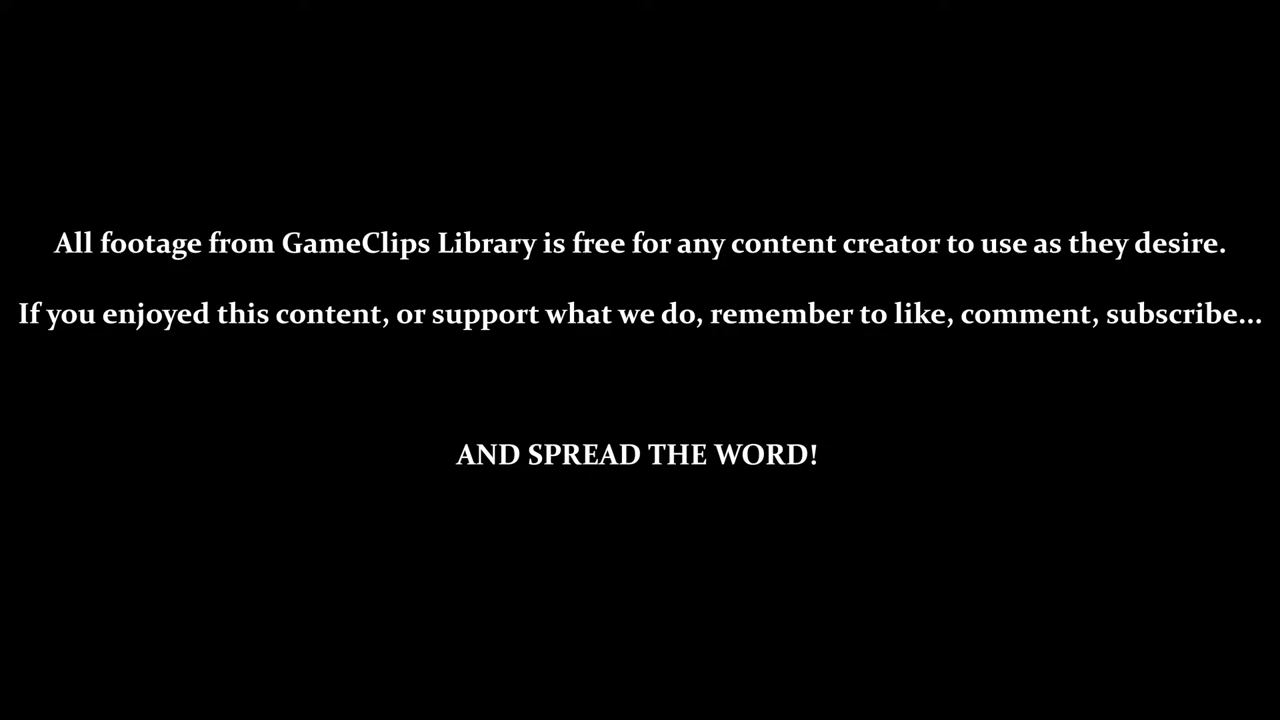 All footage from GameClips Library is free for any content creator to use as they desire.
If you enjoyed this content, or support what we do, remember to like, comment, subscribe...
AND SPREAD THE WORD!